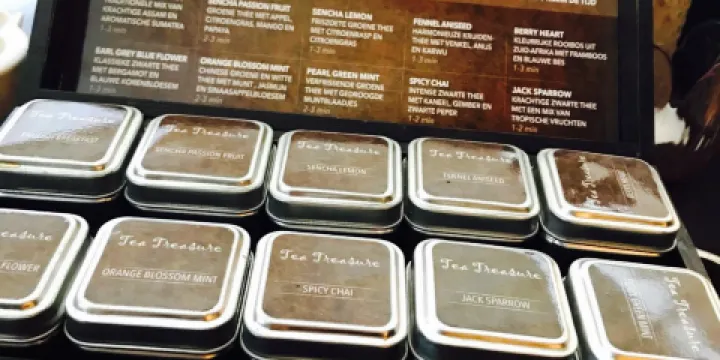 KRACHTIGE THEE
VAN ASSAM EN
AROMATISCHE SUMATRA
1-2 min
SENCHA PASSION FRUIT
GROENE THEE MET APPEL,
CITROENGRAS, MANGO EN
PAPAYA
2-3 min
SENCHA LEMON
FRISZOETE GROENE THEE
MET CITROENRASP EN
CITROENGRAS
1-2 min
FENNEL ANISEED
HARMONIEUZE KRUIDEN-
THEE MET VENKEL, ANIJS
EN KAEWU
BERRY HEART
KLEURIJKE ROOIBOS UIT
ZUID-AFRIKA MET FRAMBOOS
EN BLAUWE BES
1-3 min
EARL GREY BLUE FLOWER
KLASSIEKE ZWARTE THEE
MET BERGAMOT EN
BLAUWE KORENBLOESEM
ORANGE BLOSSOM MINT
CHINESE GROENE EN WITTE
THEE MET MUNT, JASMIJN
EN SINAASAPPELBLOESEM
2-3 min
PEARL GREEN MINT
VERFRISSENDE GROENE
THEE MET GEDROOGDE
MUNTBLAADJES
1-2 min
SPICY CHAI
INTENSE ZWARTE THEE
MET KANEEL, GEMBER EN
ZWARTE PEPER
1-2 min
JACK SPARROW
KRACHTIGE ZWARTE THEE
MET EEN MIX VAN
TROPISCHE VRUCHTEN
1-2 min
Tea Treasure
Tea Treasure
SENCHA PASSION FRUIT
Tea Treasure
SENCHA LEMON
Tea Treasure
FENNEL ANISEED
Tea Treasure
Tea Treasure
FLOWER
Tea Treasure
ORANGE BLOSSOM MINT
Tea Treasure
SPICY CHAI
Tea Treasure
JACK SPARROW
Tea Treasure
MINT